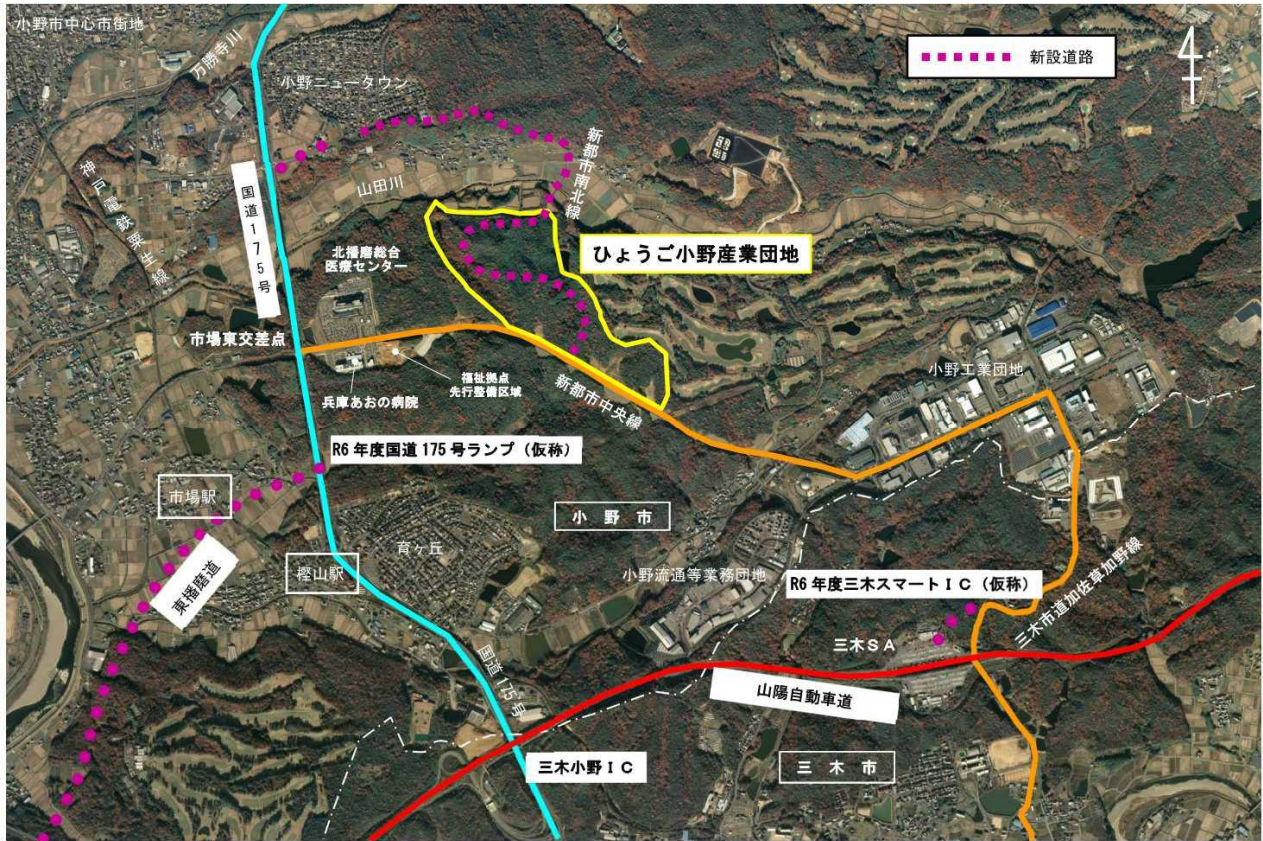 小野市中心市街地
万勝寺川
小野ニュータウン
新設道路
神戸電鉄粟生線
国道175号
山田川
新都市南北線
ひょうご小野産業団地
北播磨総合
医療センター
市場東交差点
兵庫あおの病院
福祉拠点
先行整備区域
新都市中央線
小野工業団地
R6年度国道175号ランプ（仮称）
市場駅
小野市
東播磨道
樫山駅
育ヶ丘
小野流通等業務団地
R6年度三木スマートIC（仮称）
三木市道加佐草加野線
三木SA
国道175号
山陽自動車道
三木小野IC
三木市